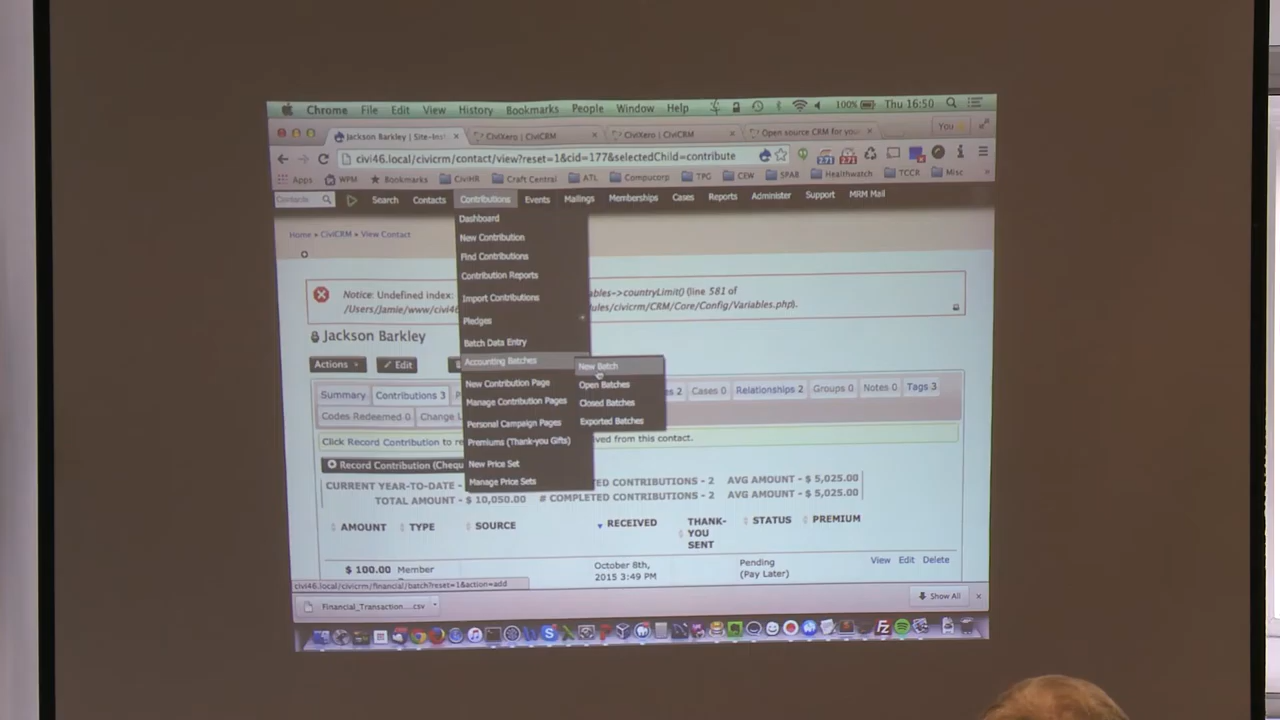 Chrome File Edit View History Bookmarks People Window Help 100% Thu 16:50
Jackson Barkley | Site-Inst × CiviXero | CiviCRM × CiviXero | CiviCRM × Open source CRM for you × You
civi46.local/civicrm/contact/view?reset=1&cid=177&selectedChild=contribute
Apps WPM Bookmarks CiviHR Craft Central ATL Compucorp TPG CEW SPAB Healthwatch TCCR Misc
Contacts Search Contacts Contributions Events Mailings Memberships Cases Reports Administer Support MRM Mail
Dashboard
Home » CiviCRM » View Contact
New Contribution
Find Contributions
Contribution Reports
Import Contributions
Pledges
Batch Data Entry
Accounting Batches
New Contribution Page
Manage Contribution Pages
Personal Campaign Pages
Premiums (Thank-you Gifts)
New Price Set
Manage Price Sets
New Batch
Open Batches
Closed Batches
Exported Batches
Notice: Undefined index: ables->countryLimit() (line 581 of
/Users/Jamie/www/civi46 ules/civicrm/CRM/Core/Config/Variables.php).
Jackson Barkley
Actions Edit
Summary Contributions 3 s 2 Cases 0 Relationships 2 Groups 0 Notes 0 Tags 3
Codes Redeemed 0 Change L
Click Record Contribution to re ved from this contact.
Record Contribution (Chequ
CURRENT YEAR-TO-DATE - TED CONTRIBUTIONS - 2 AVG AMOUNT - $ 5,025.00
TOTAL AMOUNT - $ 10,050.00 # COMPLETED CONTRIBUTIONS - 2 AVG AMOUNT - $ 5,025.00
AMOUNT TYPE SOURCE RECEIVED THANK-YOU SENT STATUS PREMIUM
$ 100.00 Member October 8th, 2015 3:49 PM Pending (Pay Later) View Edit Delete
civi46.local/civicrm/financial/batch?reset=1&action=add
Financial_Transaction....csv Show All ×